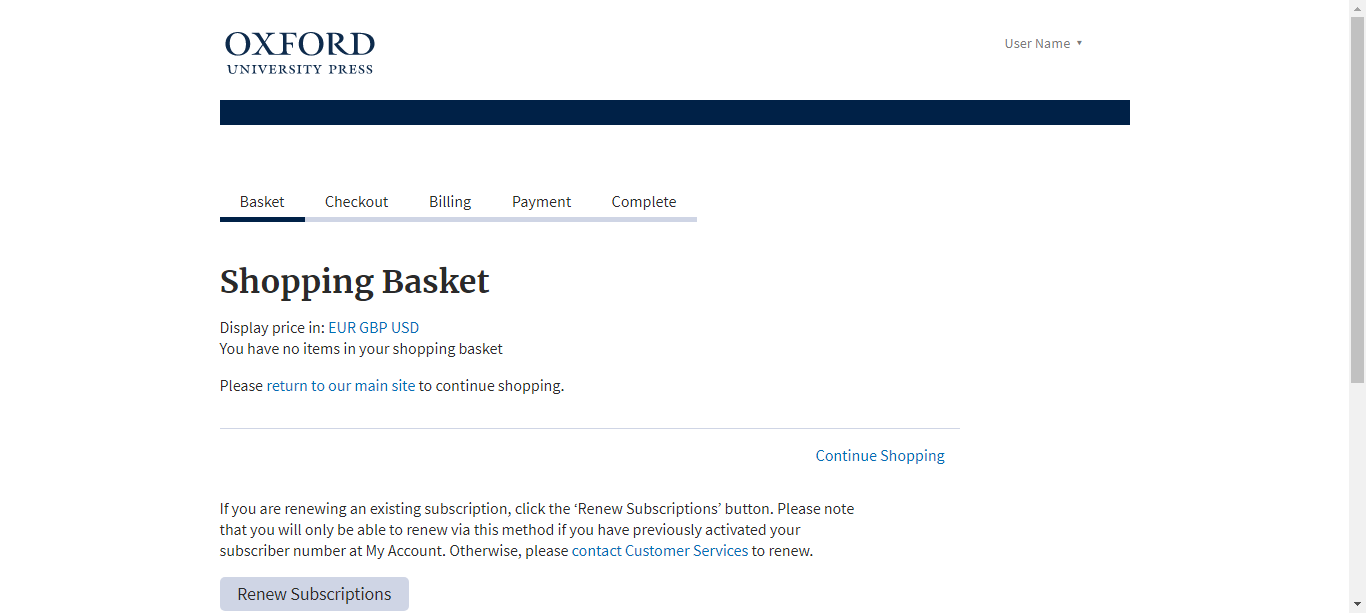 OXFORD
UNIVERSITY PRESS
User Name ▾
Basket Checkout Billing Payment Complete
Shopping Basket
Display price in: EUR GBP USD
You have no items in your shopping basket
Please return to our main site to continue shopping.
Continue Shopping
If you are renewing an existing subscription, click the ‘Renew Subscriptions’ button. Please note
that you will only be able to renew via this method if you have previously activated your
subscriber number at My Account. Otherwise, please contact Customer Services to renew.
Renew Subscriptions